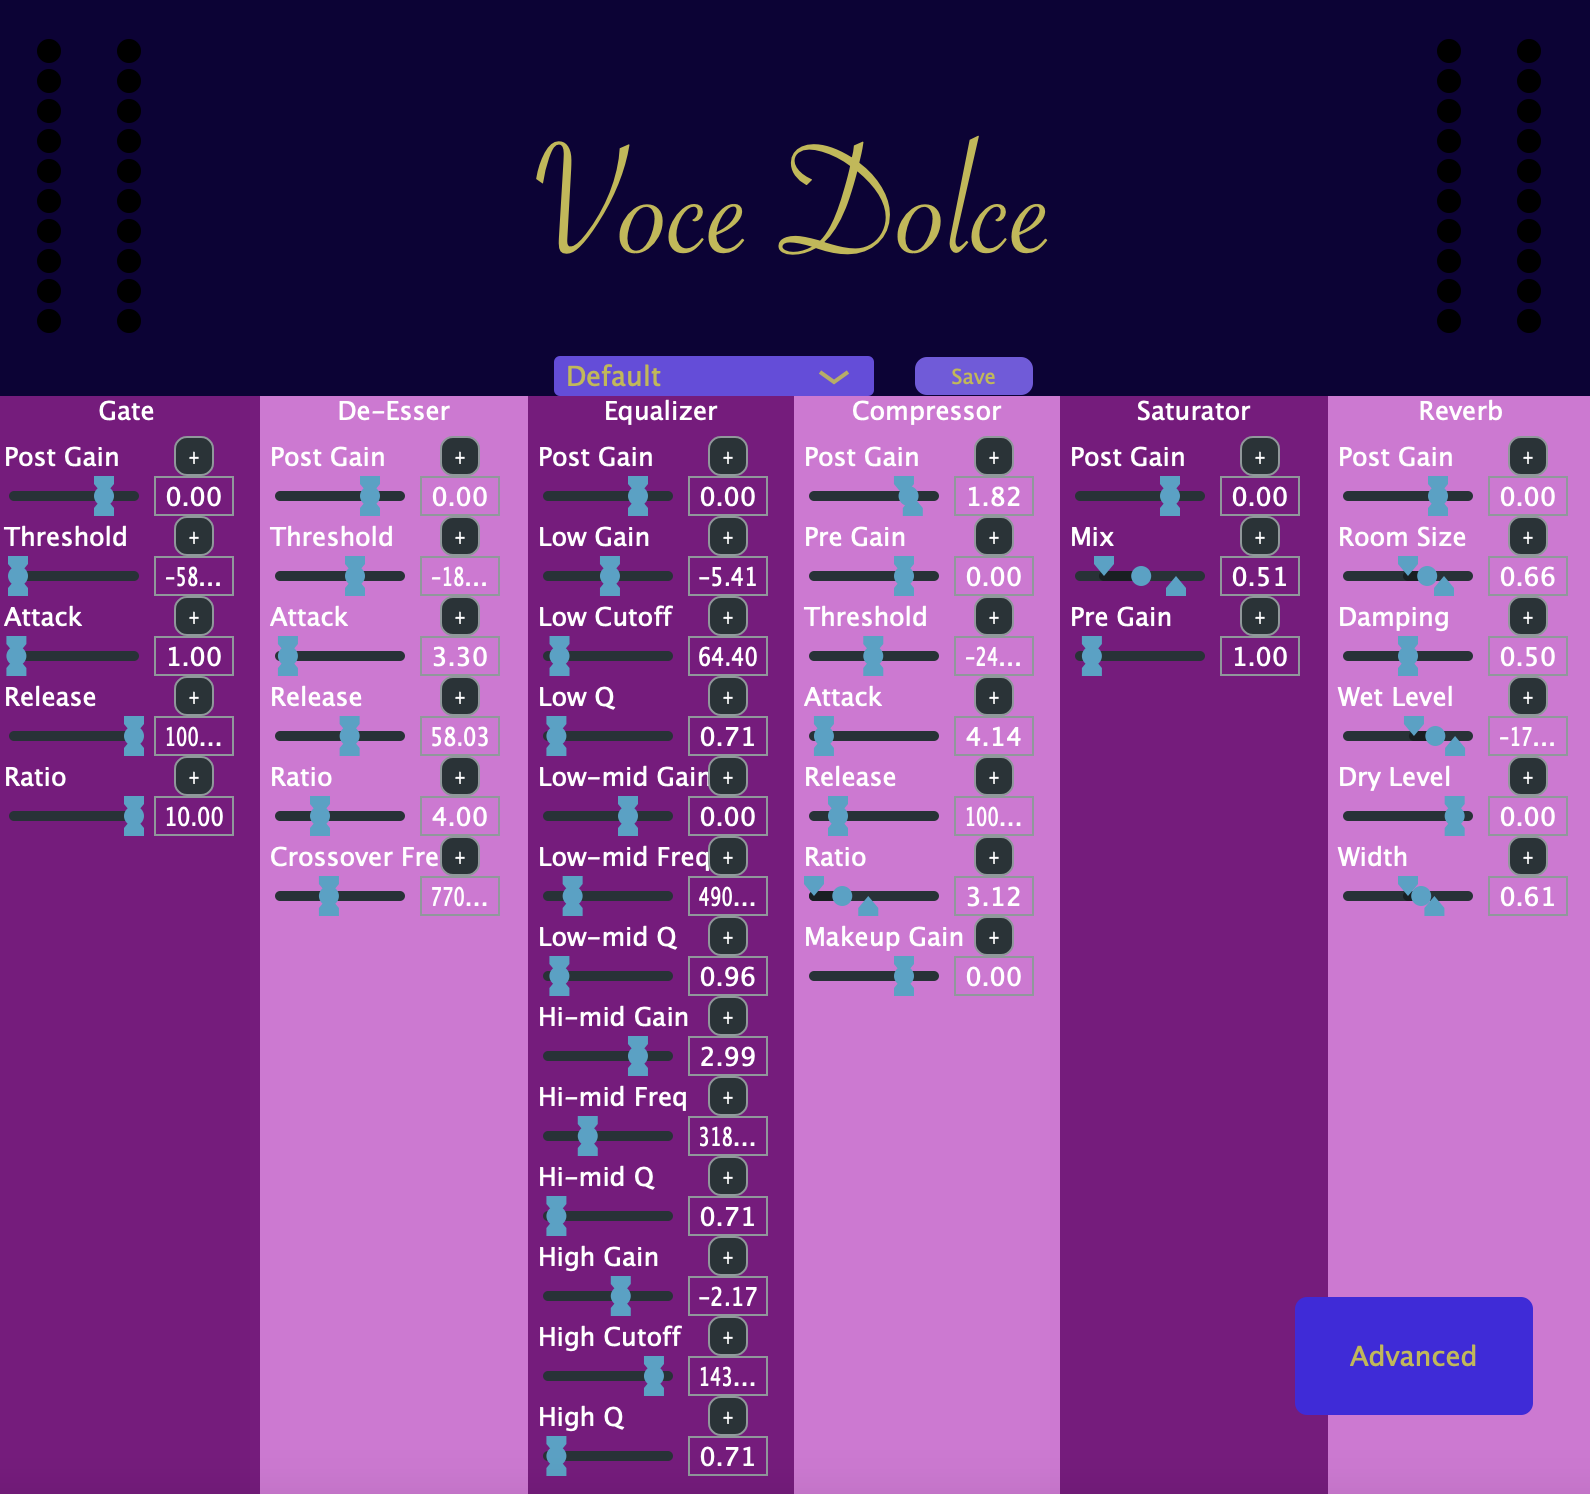 Voce Dolce
Default
Save
Gate
Post Gain +
0.00
Threshold +
-58...
Attack +
1.00
Release +
100...
Ratio +
10.00
De-Esser
Post Gain +
0.00
Threshold +
-18...
Attack +
3.30
Release +
58.03
Ratio +
4.00
Crossover Fre +
770...
Equalizer
Post Gain +
0.00
Low Gain +
-5.41
Low Cutoff +
64.40
Low Q +
0.71
Low-mid Gain +
0.00
Low-mid Freq +
490...
Low-mid Q +
0.96
Hi-mid Gain +
2.99
Hi-mid Freq +
318...
Hi-mid Q +
0.71
High Gain +
-2.17
High Cutoff +
143...
High Q +
0.71
Compressor
Post Gain +
1.82
Pre Gain +
0.00
Threshold +
-24...
Attack +
4.14
Release +
100...
Ratio +
3.12
Makeup Gain +
0.00
Saturator
Post Gain +
0.00
Mix +
0.51
Pre Gain +
1.00
Reverb
Post Gain +
0.00
Room Size +
0.66
Damping +
0.50
Wet Level +
-17...
Dry Level +
0.00
Width +
0.61
Advanced